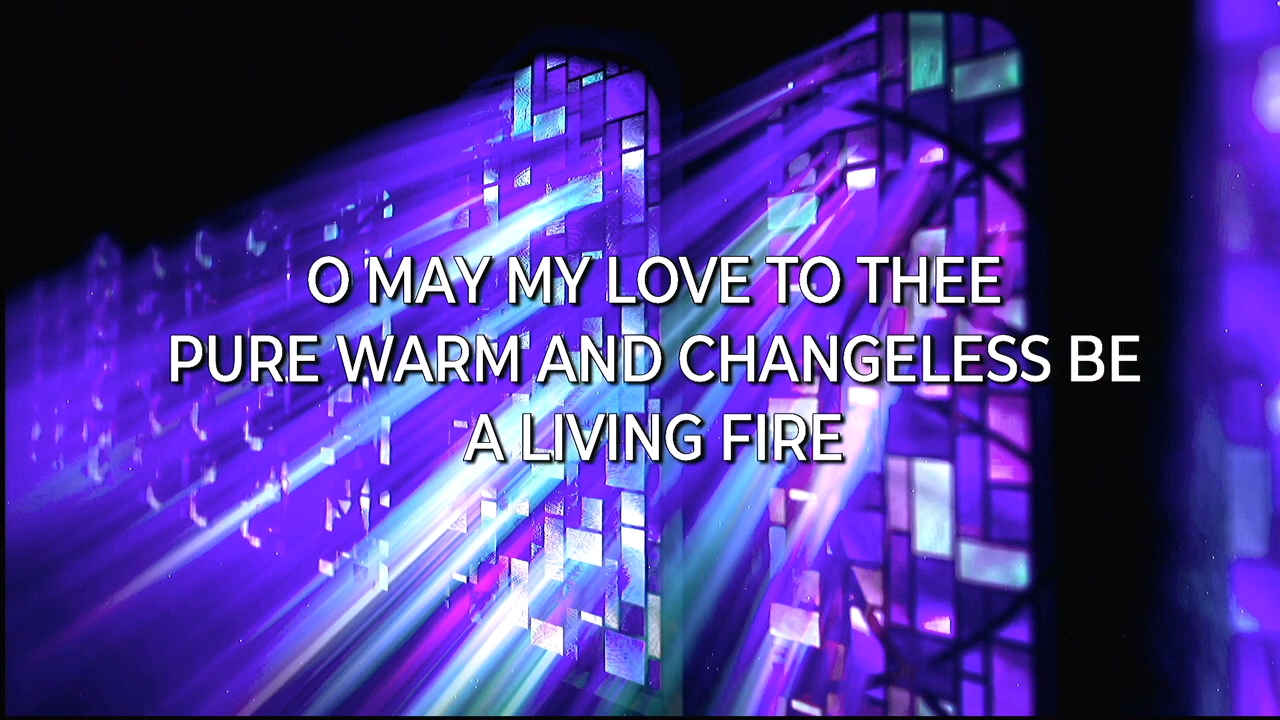 O MAY MY LOVE TO THEE
PURE WARM AND CHANGELESS BE
A LIVING FIRE